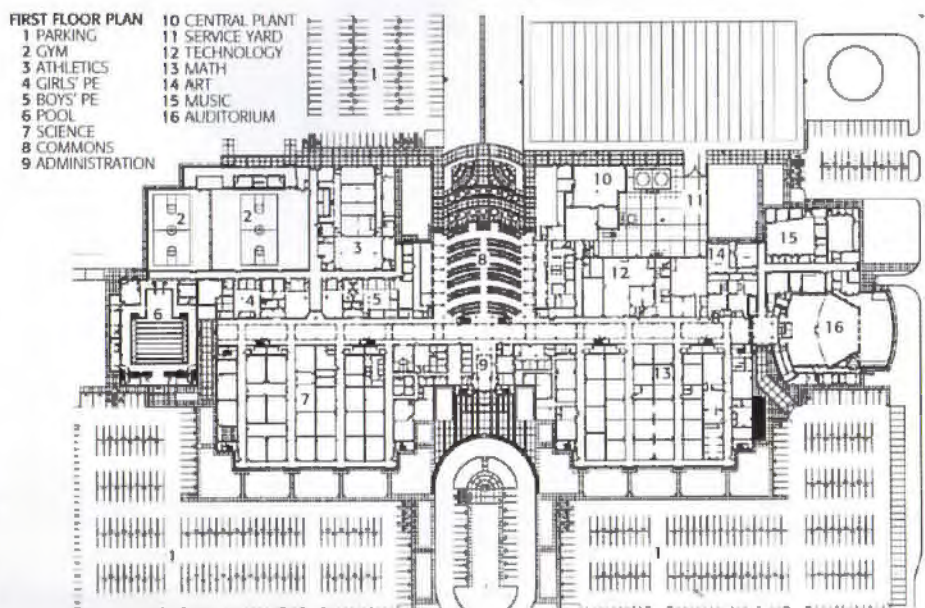 FIRST FLOOR PLAN
1 PARKING
2 GYM
3 ATHLETICS
4 GIRLS' PE
5 BOYS' PE
6 POOL
7 SCIENCE
8 COMMONS
9 ADMINISTRATION
10 CENTRAL PLANT
11 SERVICE YARD
12 TECHNOLOGY
13 MATH
14 ART
15 MUSIC
16 AUDITORIUM
1
10
11
2
2
3
8
15
14
12
4
5
6
16
9
7
13
1
1